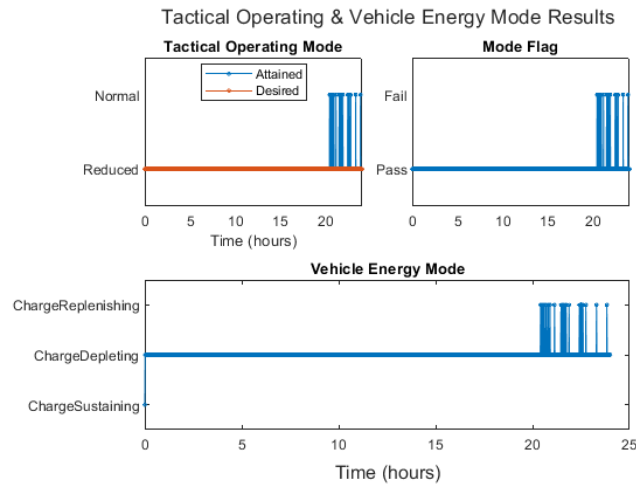 Tactical Operating & Vehicle Energy Mode Results
Tactical Operating Mode
Normal
Reduced
Attained
Desired
0 5 10 15 20
Time (hours)
Mode Flag
Fail
Pass
0 5 10 15 20
Vehicle Energy Mode
ChargeReplenishing
ChargeDepleting
ChargeSustaining
0 5 10 15 20 25
Time (hours)